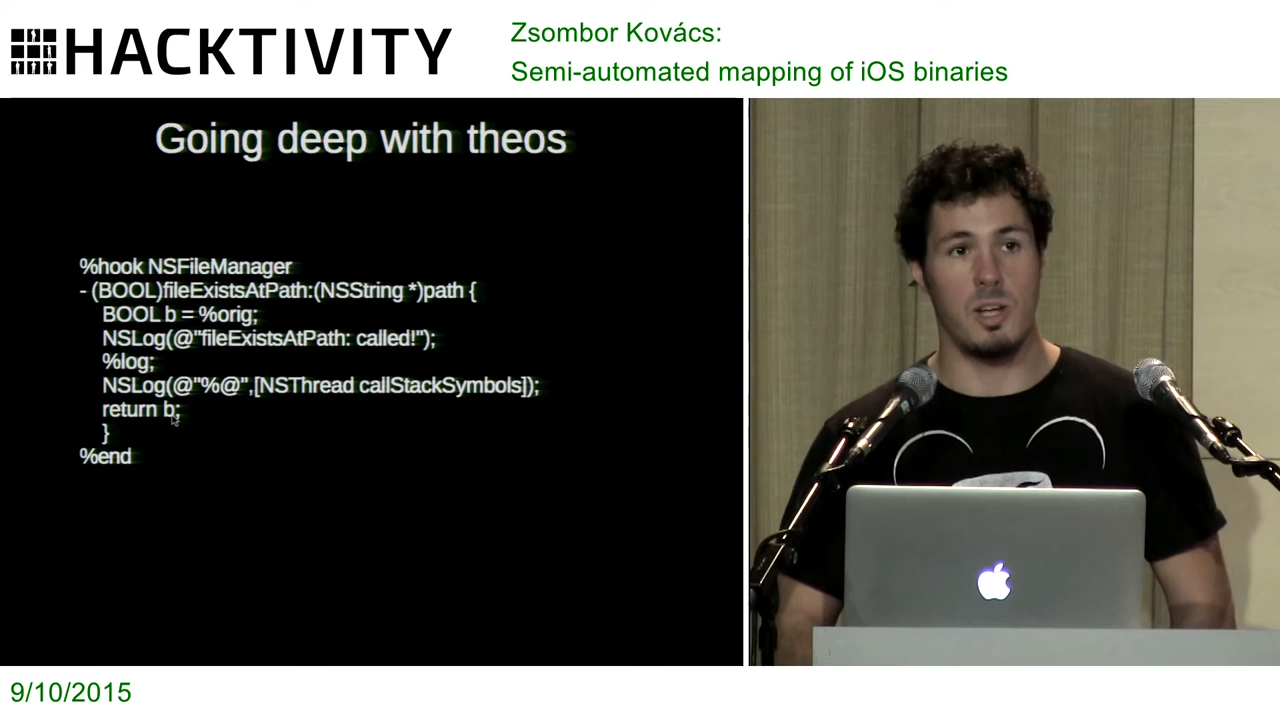 HACKTIVITY
Zsombor Kovács:
Semi-automated mapping of iOS binaries
Going deep with theos
%hook NSFileManager
- (BOOL)fileExistsAtPath:(NSString *)path {
BOOL b = %orig;
NSLog(@"fileExistsAtPath: called!");
%log;
NSLog(@"%@",[NSThread callStackSymbols]);
return b;
}
%end
9/10/2015